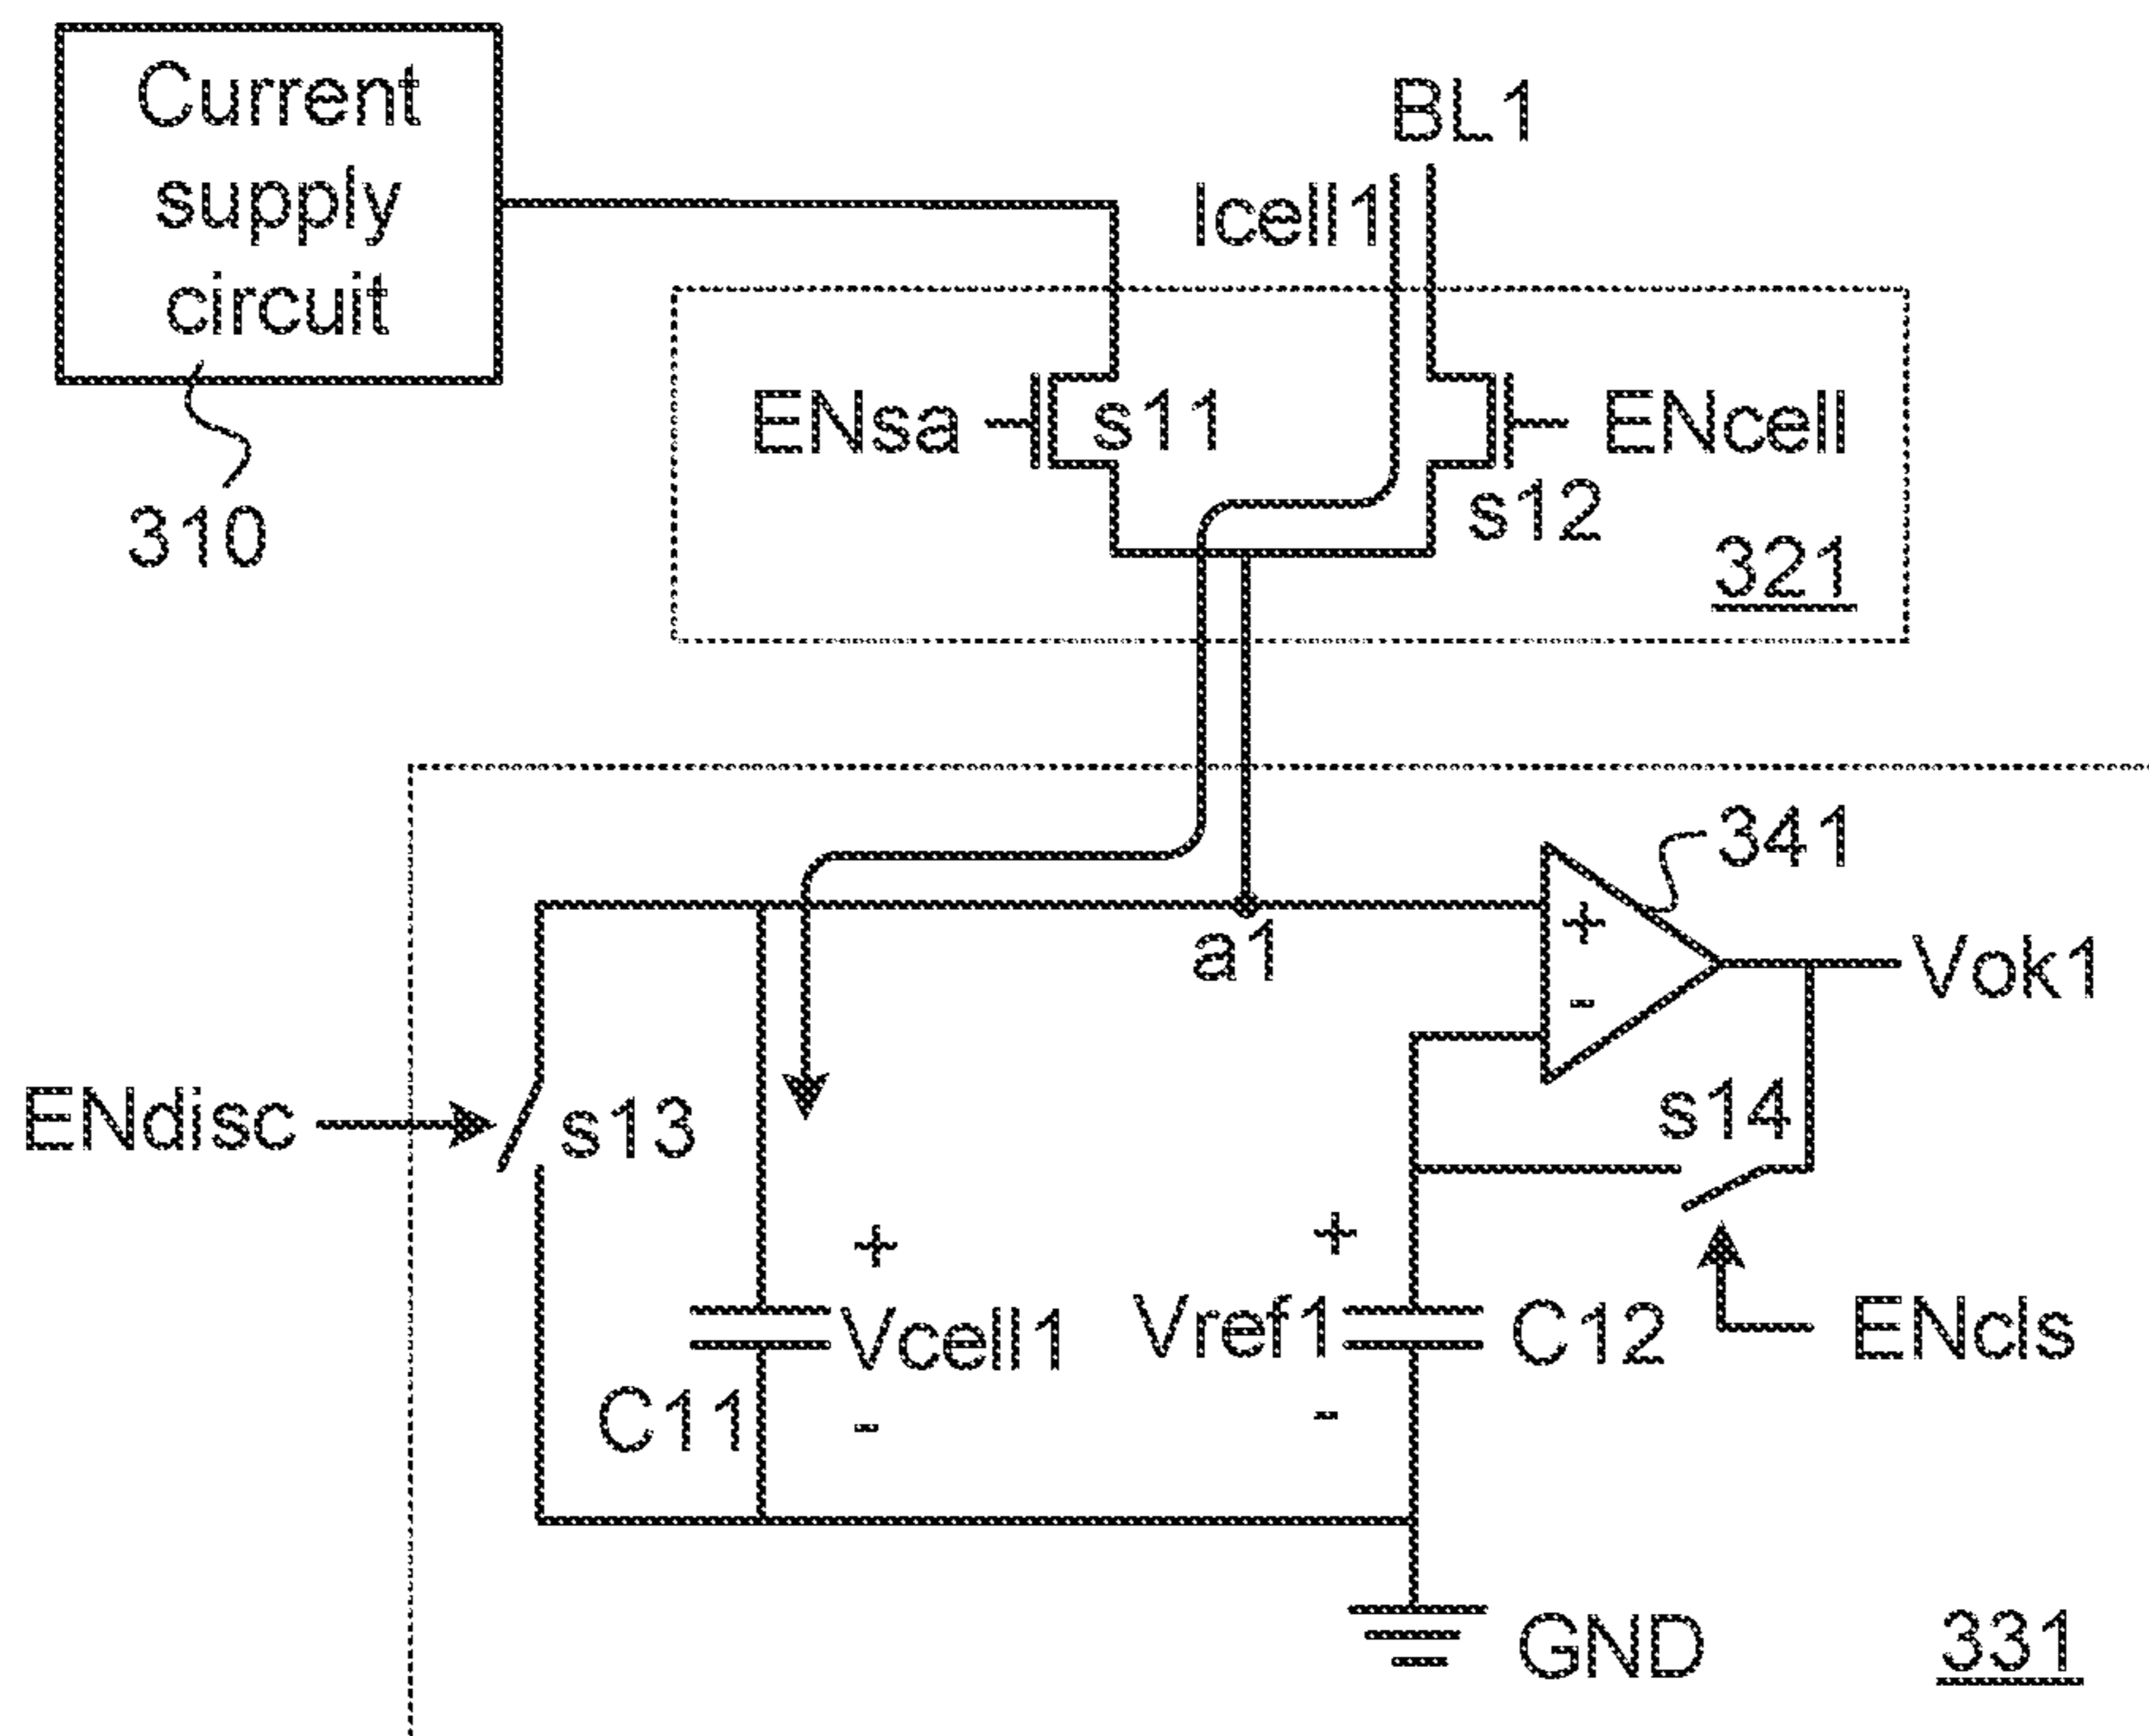 Current
supply
circuit
310
BL1
Icell1
ENsa
s11
ENcell
s12
321
341
+
-
a1
Vok1
ENdisc
s13
s14
+
Vcell1
-
C11
+
Vref1
-
C12
ENcls
GND
331